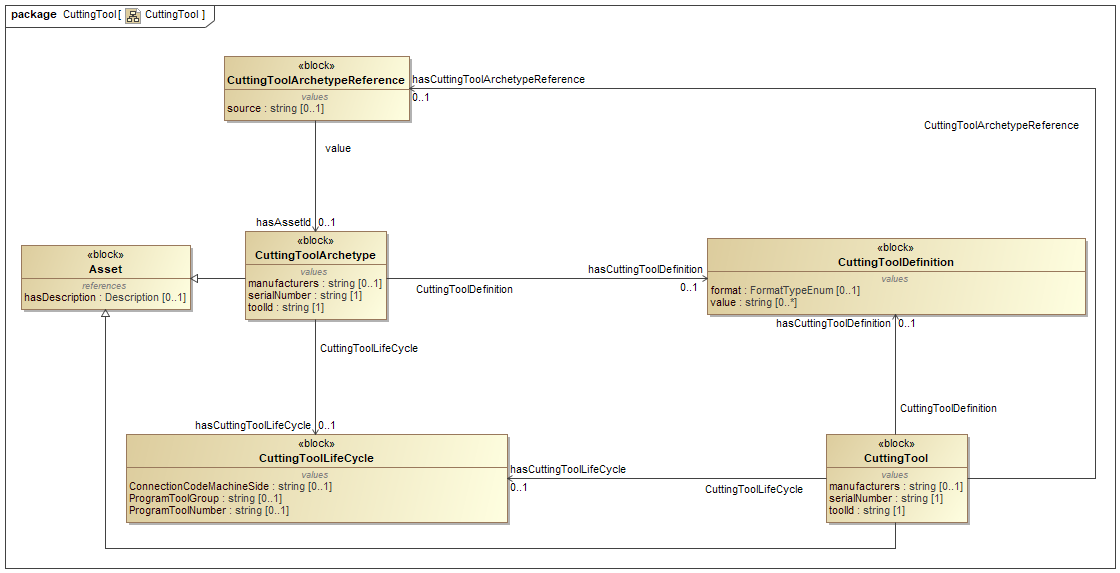 package CuttingTool[ CuttingTool ]
«block»
CuttingToolArchetypeReference
values
source : string [0..1]
hasCuttingToolArchetypeReference
0..1
CuttingToolArchetypeReference
value
hasAssetId
0..1
«block»
Asset
references
hasDescription : Description [0..1]
«block»
CuttingToolArchetype
values
manufacturers : string [0..1]
serialNumber : string [1]
toolId : string [1]
hasCuttingToolDefinition
CuttingToolDefinition
0..1
«block»
CuttingToolDefinition
values
format : FormatTypeEnum [0..1]
value : string [0..*]
hasCuttingToolDefinition
0..1
CuttingToolLifeCycle
CuttingToolDefinition
hasCuttingToolLifeCycle
0..1
«block»
CuttingToolLifeCycle
values
ConnectionCodeMachineSide : string [0..1]
ProgramToolGroup : string [0..1]
ProgramToolNumber : string [0..1]
hasCuttingToolLifeCycle
0..1
CuttingToolLifeCycle
«block»
CuttingTool
values
manufacturers : string [0..1]
serialNumber : string [1]
toolId : string [1]